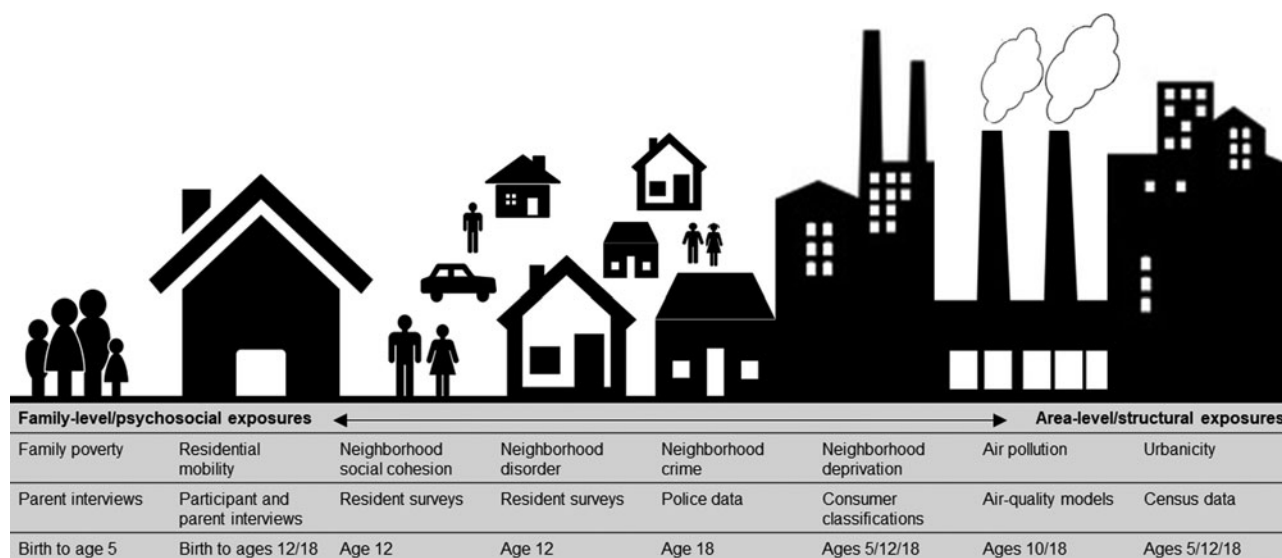 Family-level/psychosocial exposures Area-level/structural exposures
Family poverty Residential mobility Neighborhood social cohesion Neighborhood disorder Neighborhood crime Neighborhood deprivation Air pollution Urbanicity
Parent interviews Participant and parent interviews Resident surveys Resident surveys Police data Consumer classifications Air-quality models Census data
Birth to age 5 Birth to ages 12/18 Age 12 Age 12 Age 18 Ages 5/12/18 Ages 10/18 Ages 5/12/18